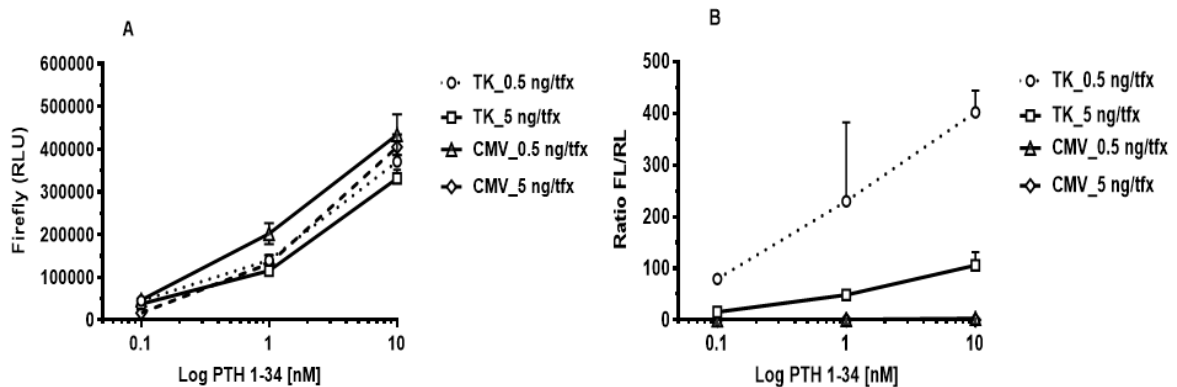 A
600000
500000
400000
300000
200000
100000
0
Firefly (RLU)
0.1
1
10
Log PTH 1-34 [nM]
TK_0.5 ng/tfx
TK_5 ng/tfx
CMV_0.5 ng/tfx
CMV_5 ng/tfx
B
500
400
300
200
100
0
Ratio FL/RL
0.1
1
10
Log PTH 1-34 [nM]
TK_0.5 ng/tfx
TK_5 ng/tfx
CMV_0.5 ng/tfx
CMV_5 ng/tfx